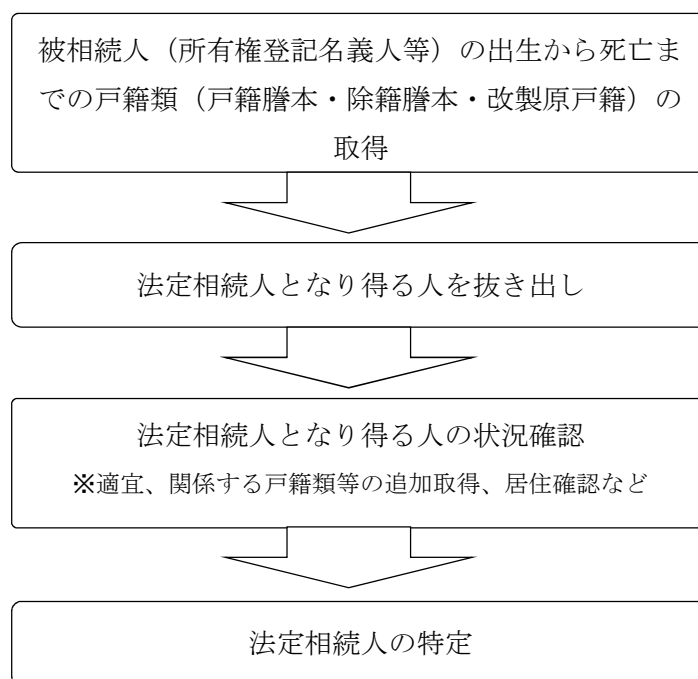 被相続人（所有権登記名義人等）の出生から死亡ま
での戸籍類（戸籍謄本・除籍謄本・改製原戸籍）の
取得
法定相続人となり得る人を抜き出し
法定相続人となり得る人の状況確認
※適宜、関係する戸籍類等の追加取得、居住確認など
法定相続人の特定